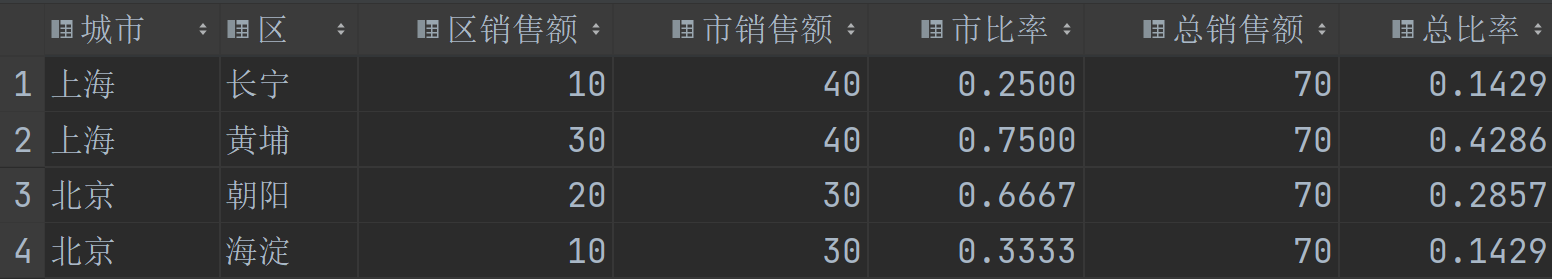 城市 区 区销售额 市销售额 市比率 总销售额 总比率
1 上海 长宁 10 40 0.2500 70 0.1429
2 上海 黄埔 30 40 0.7500 70 0.4286
3 北京 朝阳 20 30 0.6667 70 0.2857
4 北京 海淀 10 30 0.3333 70 0.1429